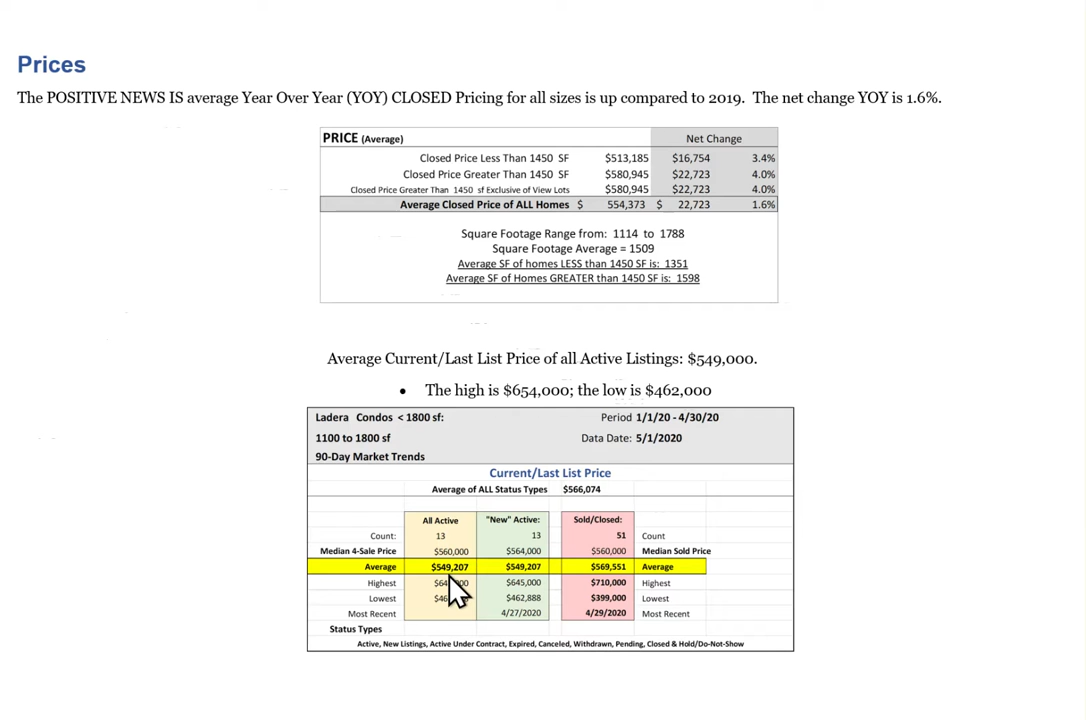 Prices
The POSITIVE NEWS IS average Year Over Year (YOY) CLOSED Pricing for all sizes is up compared to 2019. The net change YOY is 1.6%.
PRICE (Average) Net Change
Closed Price Less Than 1450 SF $513,185 $16,754 3.4%
Closed Price Greater Than 1450 SF $580,945 $22,723 4.0%
Closed Price Greater Than 1450 sf Exclusive of View Lots $580,945 $22,723 4.0%
Average Closed Price of ALL Homes $ 554,373 $ 22,723 1.6%
Square Footage Range from: 1114 to 1788
Square Footage Average = 1509
Average SF of homes LESS than 1450 SF is: 1351
Average SF of Homes GREATER than 1450 SF is: 1598
Average Current/Last List Price of all Active Listings: $549,000.
• The high is $654,000; the low is $462,000
Ladera Condos < 1800 sf: Period 1/1/20 - 4/30/20
1100 to 1800 sf Data Date: 5/1/2020
90-Day Market Trends
Current/Last List Price
Average of ALL Status Types $566,074
All Active "New" Active: Sold/Closed:
Count: 13 13 51 Count
Median 4-Sale Price $560,000 $564,000 $560,000 Median Sold Price
Average $549,207 $549,207 $569,551 Average
Highest $645,000 $710,000 Highest
Lowest $462,888 $399,000 Lowest
Most Recent 4/27/2020 4/29/2020 Most Recent
Status Types
Active, New Listings, Active Under Contract, Expired, Canceled, Withdrawn, Pending, Closed & Hold/Do-Not-Show